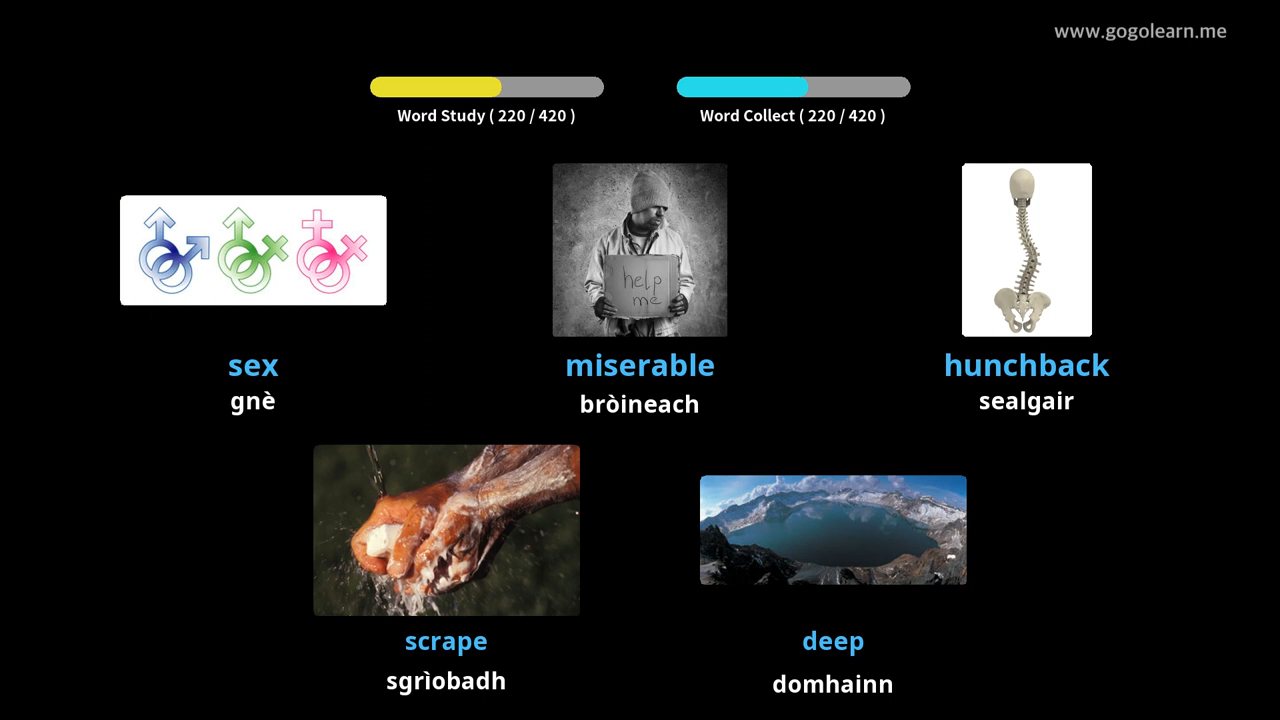 www.gogolearn.me
Word Study ( 220 / 420 )
Word Collect ( 220 / 420 )
help
me
sex
gnè
miserable
bròineach
hunchback
sealgair
scrape
sgrìobadh
deep
domhainn